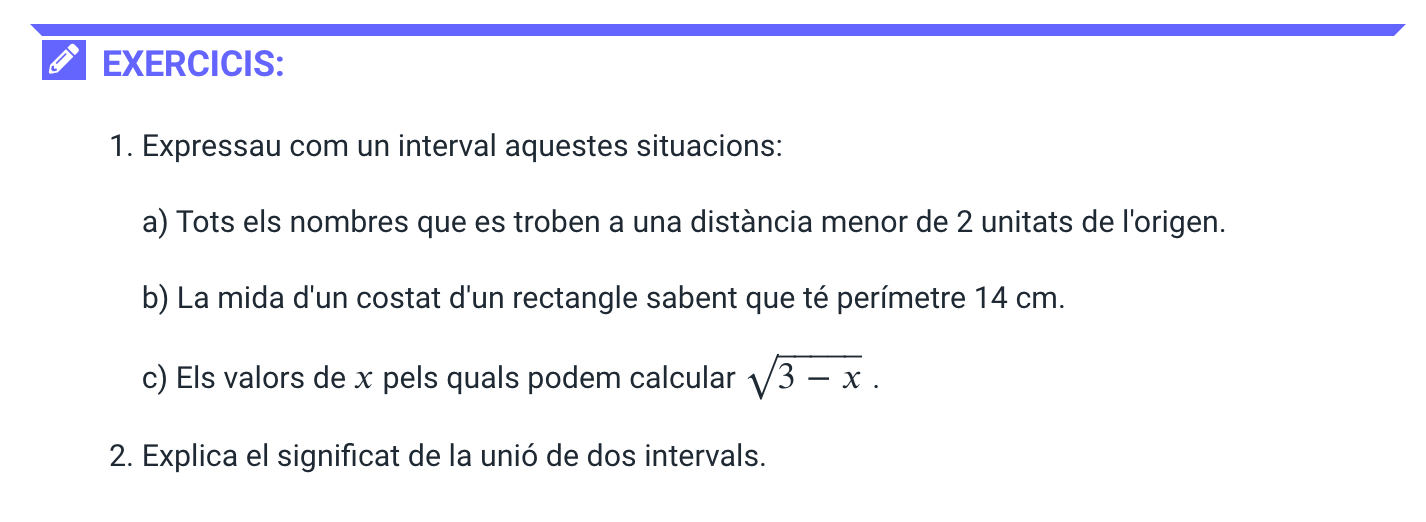 EXERCICIS:
1. Expressau com un interval aquestes situacions:
a) Tots els nombres que es troben a una distància menor de 2 unitats de l'origen.
b) La mida d'un costat d'un rectangle sabent que té perímetre 14 cm.
c) Els valors de x pels quals podem calcular √(3 − x) .
2. Explica el significat de la unió de dos intervals.